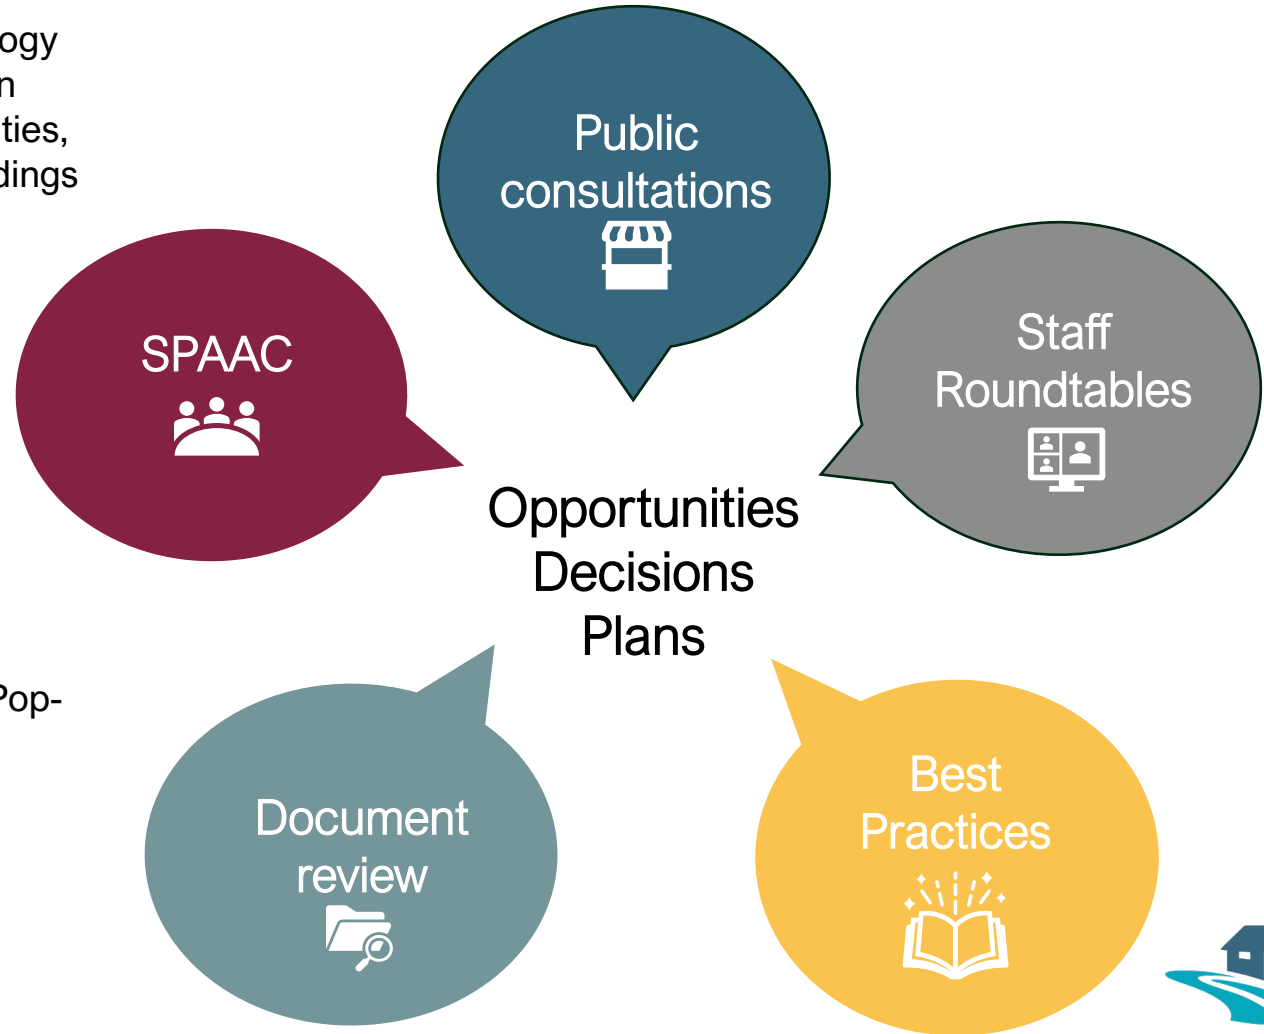 ogy
n
ties,
dings
Public
consultations
SPAAC
Staff
Roundtables
Opportunities
Decisions
Plans
Pop-
Document
review
Best
Practices